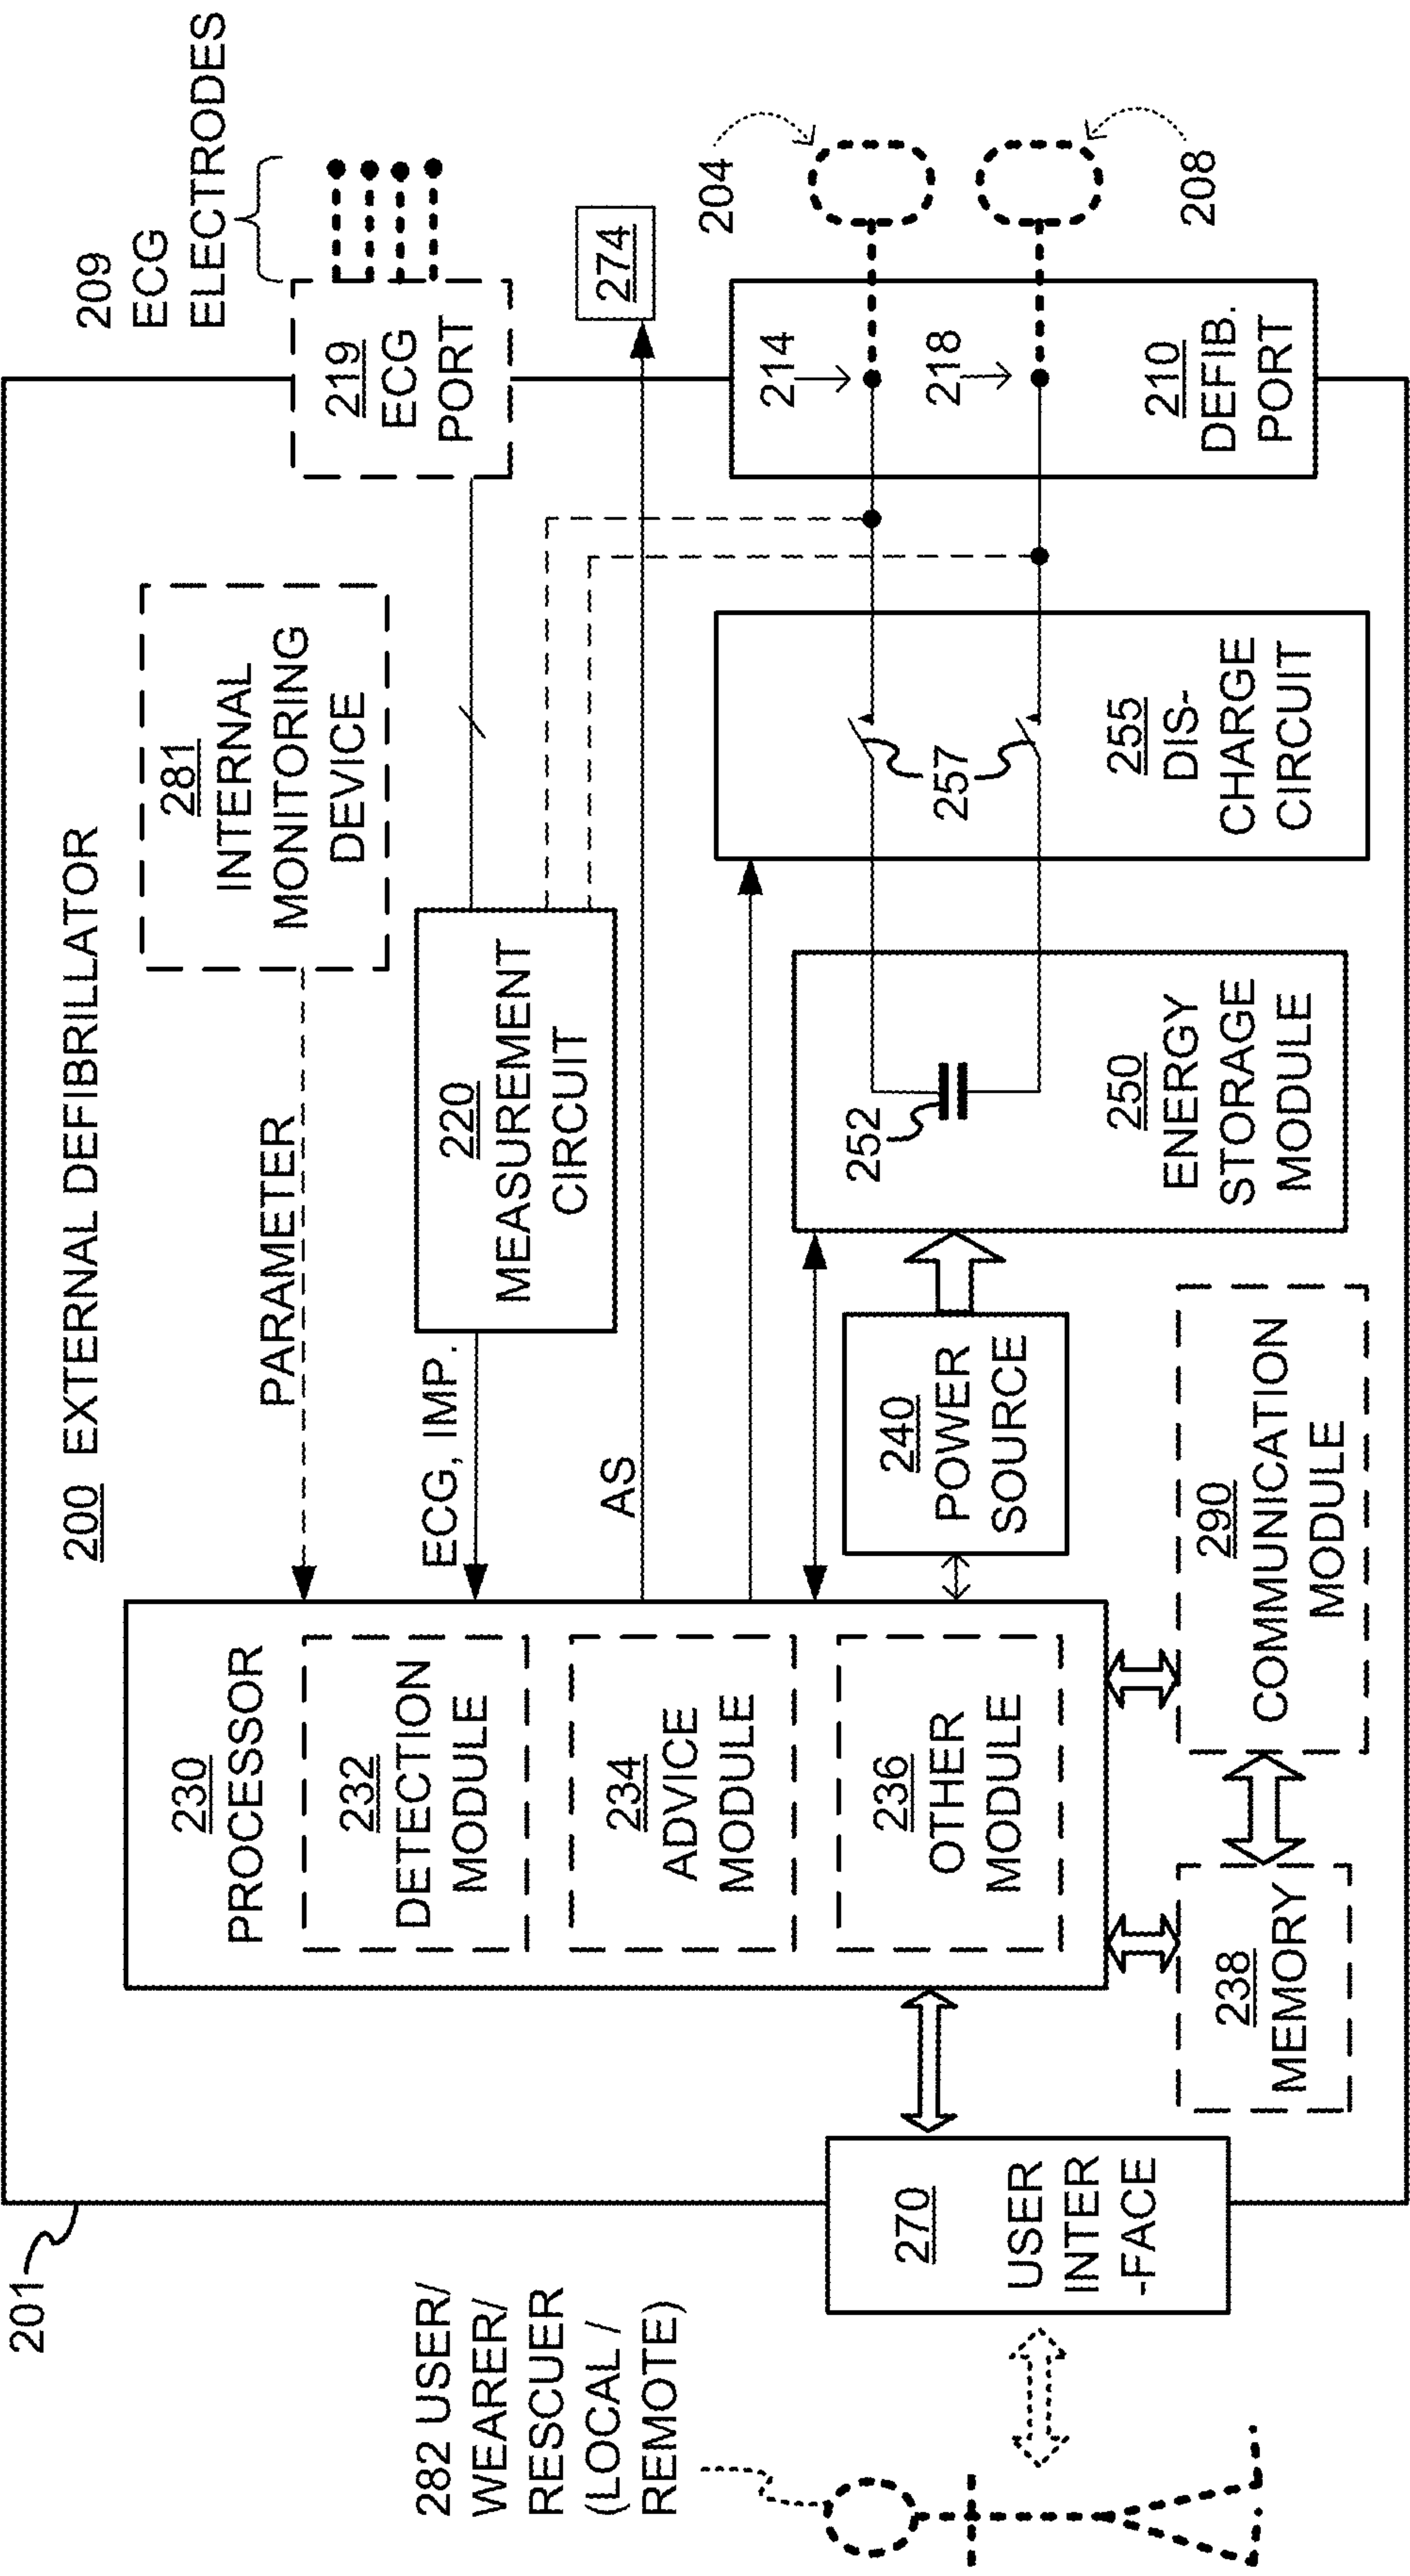 200 EXTERNAL DEFIBRILLATOR
201
282 USER/
WEARER/
RESCUER
(LOCAL /
REMOTE)
270
USER
INTER
-FACE
230
PROCESSOR
232
DETECTION
MODULE
234
ADVICE
MODULE
236
OTHER
MODULE
238
MEMORY
290
COMMUNICATION
MODULE
PARAMETER
ECG, IMP.
AS
281
INTERNAL
MONITORING
DEVICE
220
MEASUREMENT
CIRCUIT
240
POWER
SOURCE
252
250
ENERGY
STORAGE
MODULE
257
255
DIS-
CHARGE
CIRCUIT
209
ECG
ELECTRODES
219
ECG
PORT
274
204
208
214
218
210
DEFIB.
PORT